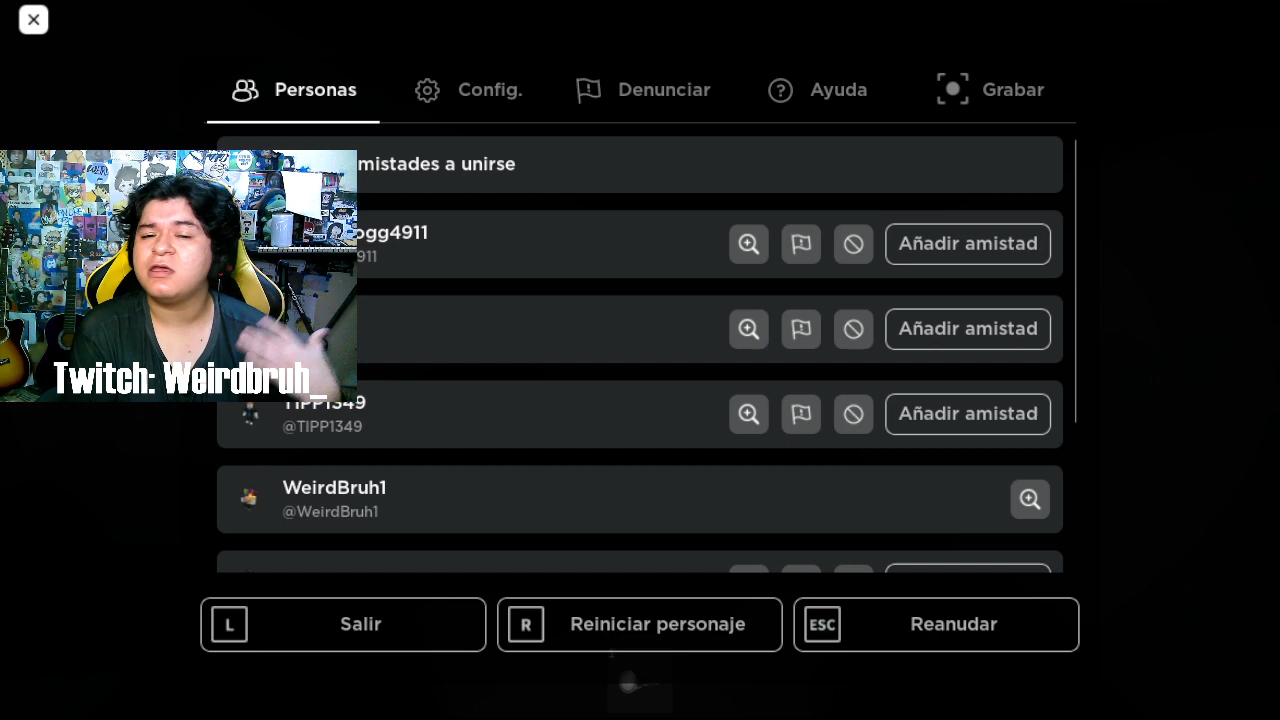 Personas
Config.
Denunciar
Ayuda
Grabar
mistades a unirse
ogg4911
911
Añadir amistad
Añadir amistad
TIPP1349
@TIPP1349
Añadir amistad
Twitch: Weirdbruh_
WeirdBruh1
@WeirdBruh1
L Salir
R Reiniciar personaje
ESC Reanudar